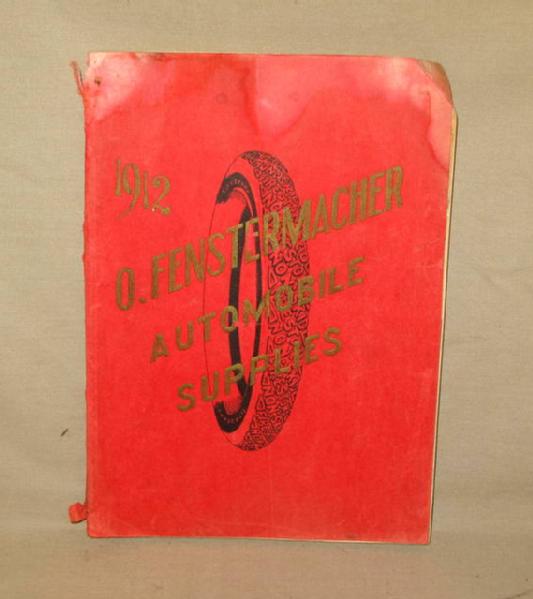 1912
O. FENSTERMACHER
AUTOMOBILE
SUPPLIES